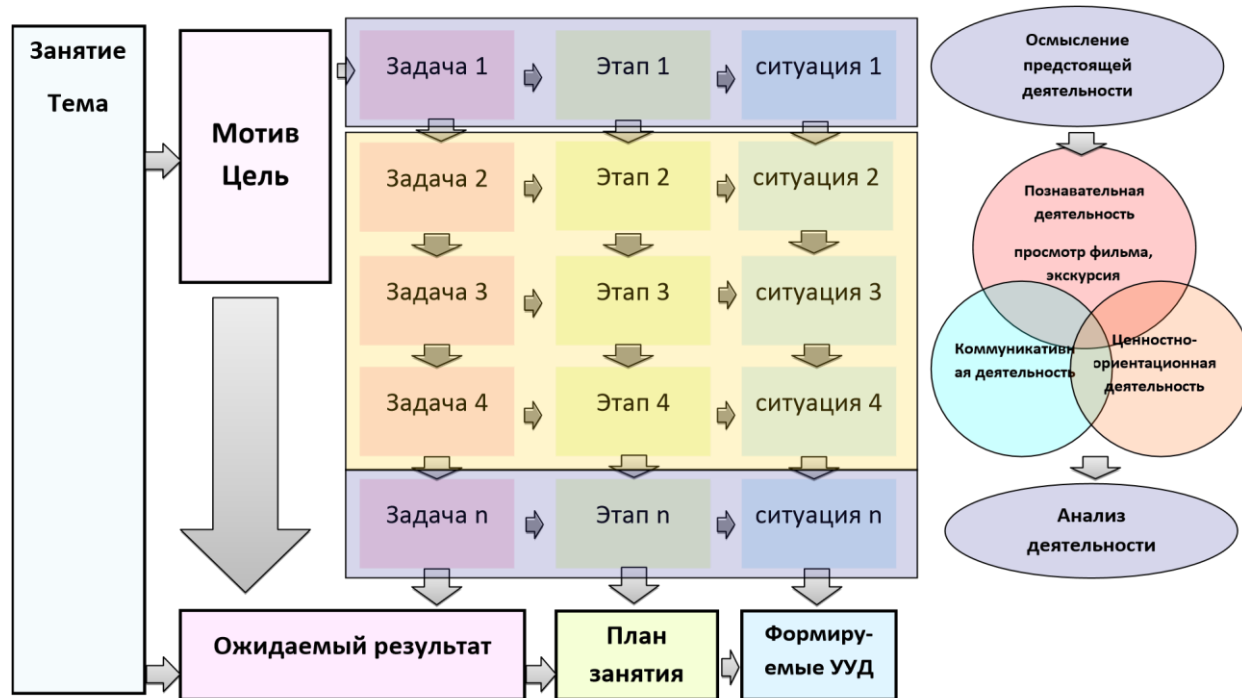 Занятие
Тема
Мотив
Цель
Задача 1
Этап 1
ситуация 1
Задача 2
Этап 2
ситуация 2
Задача 3
Этап 3
ситуация 3
Задача 4
Этап 4
ситуация 4
Задача n
Этап n
ситуация n
Ожидаемый результат
План
занятия
Формиру-
емые УУД
Осмысление
предстоящей
деятельности
Познавательная
деятельность
просмотр фильма,
экскурсия
Коммуникативн
ая деятельность
Ценностно-
ориентационная
деятельность
Анализ
деятельности